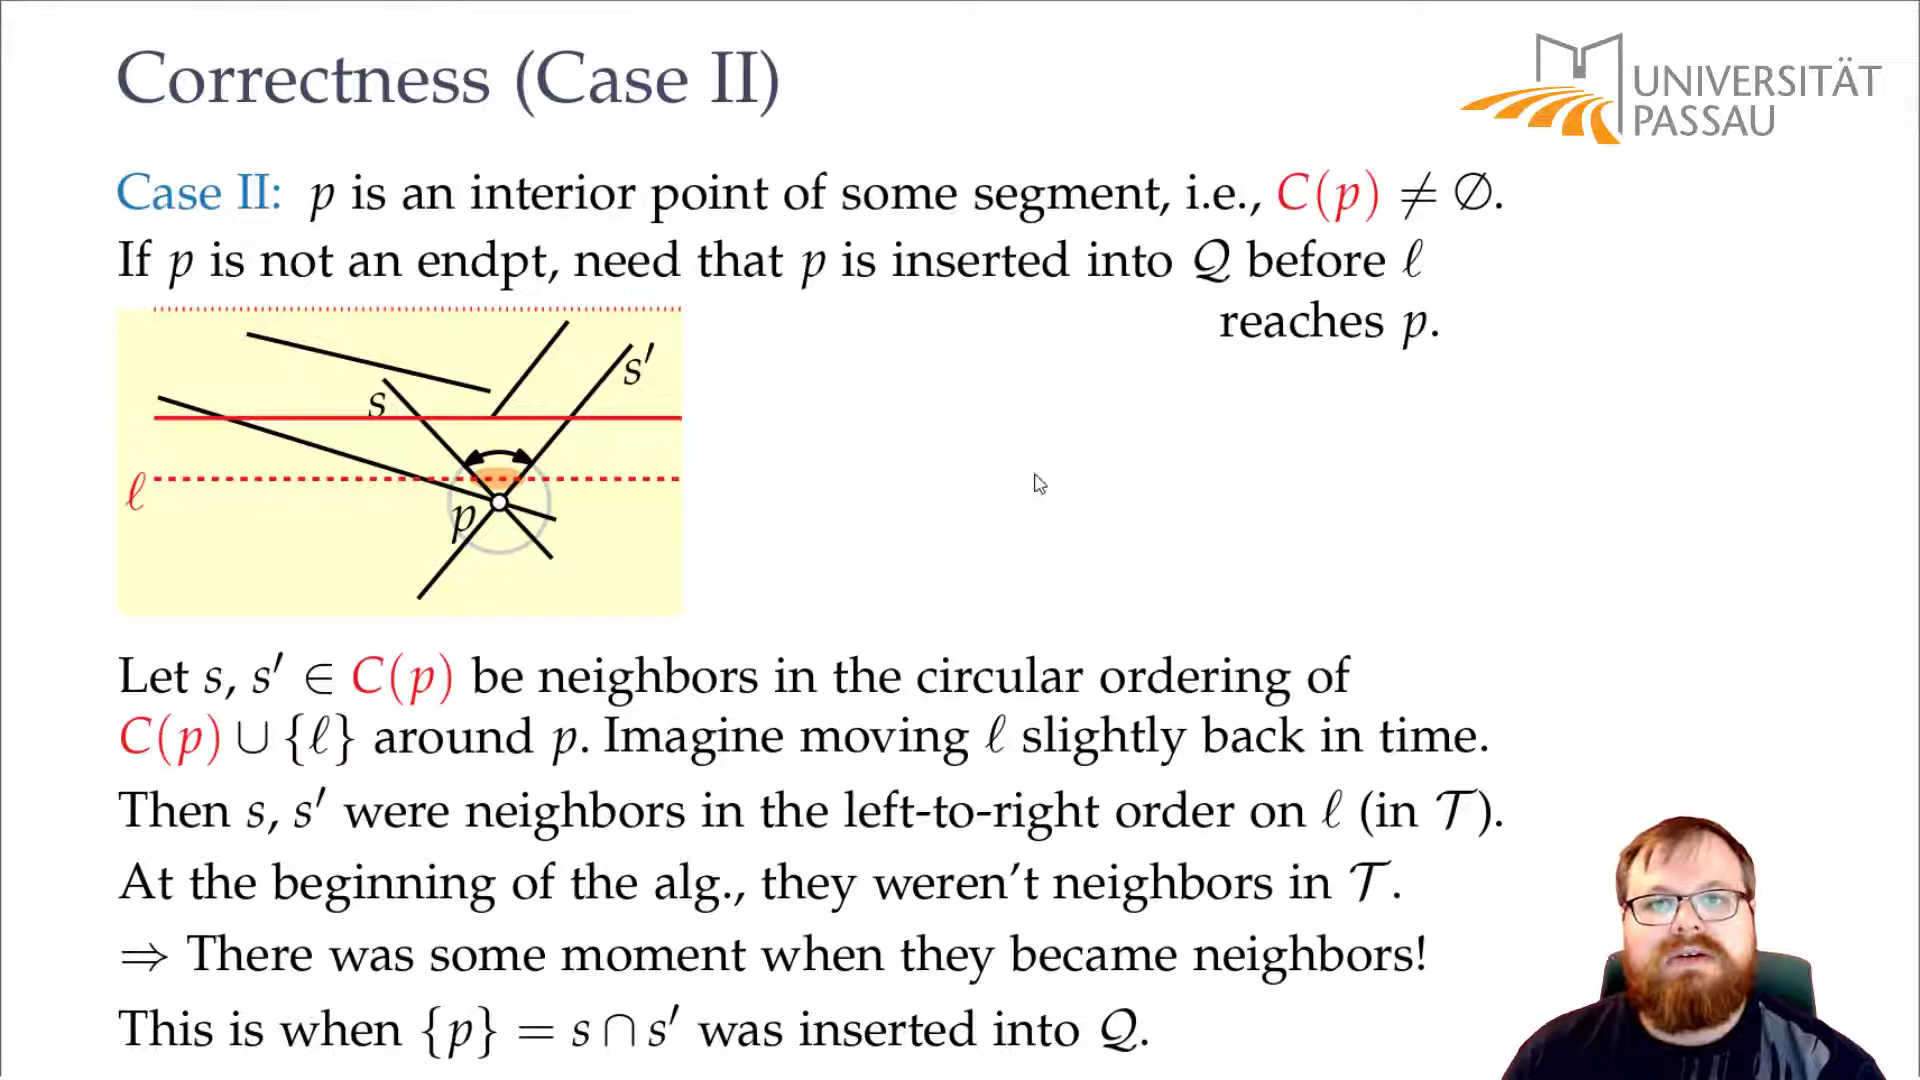 Correctness (Case II)
UNIVERSITÄT
PASSAU
Case II: p is an interior point of some segment, i.e., C(p) ≠ ∅.
If p is not an endpt, need that p is inserted into 𝒬 before ℓ
reaches p.
s′
s
ℓ
p
Let s, s′ ∈ C(p) be neighbors in the circular ordering of
C(p) ∪ {ℓ} around p. Imagine moving ℓ slightly back in time.
Then s, s′ were neighbors in the left-to-right order on ℓ (in 𝒯).
At the beginning of the alg., they weren't neighbors in 𝒯.
⇒ There was some moment when they became neighbors!
This is when {p} = s ∩ s′ was inserted into 𝒬.